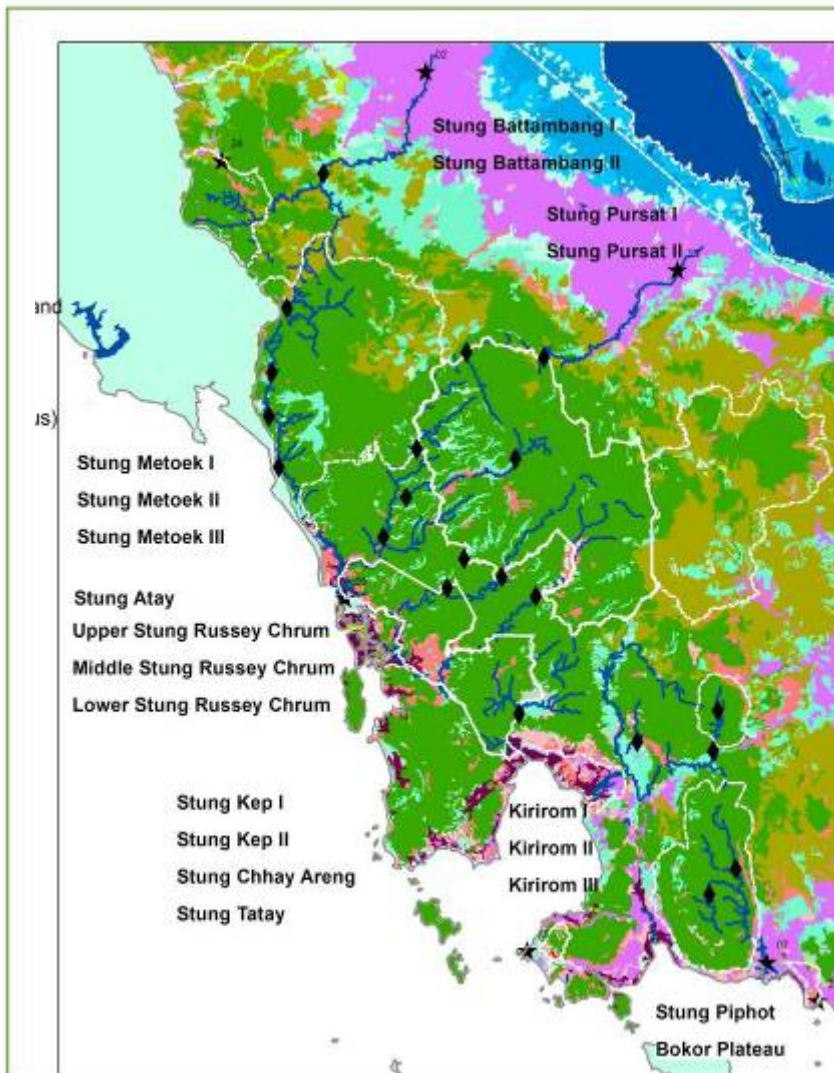 Stung Battambang I
Stung Battambang II
Stung Pursat I
Stung Pursat II
and
us)
Stung Metoek I
Stung Metoek II
Stung Metoek III
Stung Atay
Upper Stung Russey Chrum
Middle Stung Russey Chrum
Lower Stung Russey Chrum
Stung Kep I
Stung Kep II
Stung Chhay Areng
Stung Tatay
Kirirom I
Kirirom II
Kirirom III
Stung Piphot
Bokor Plateau